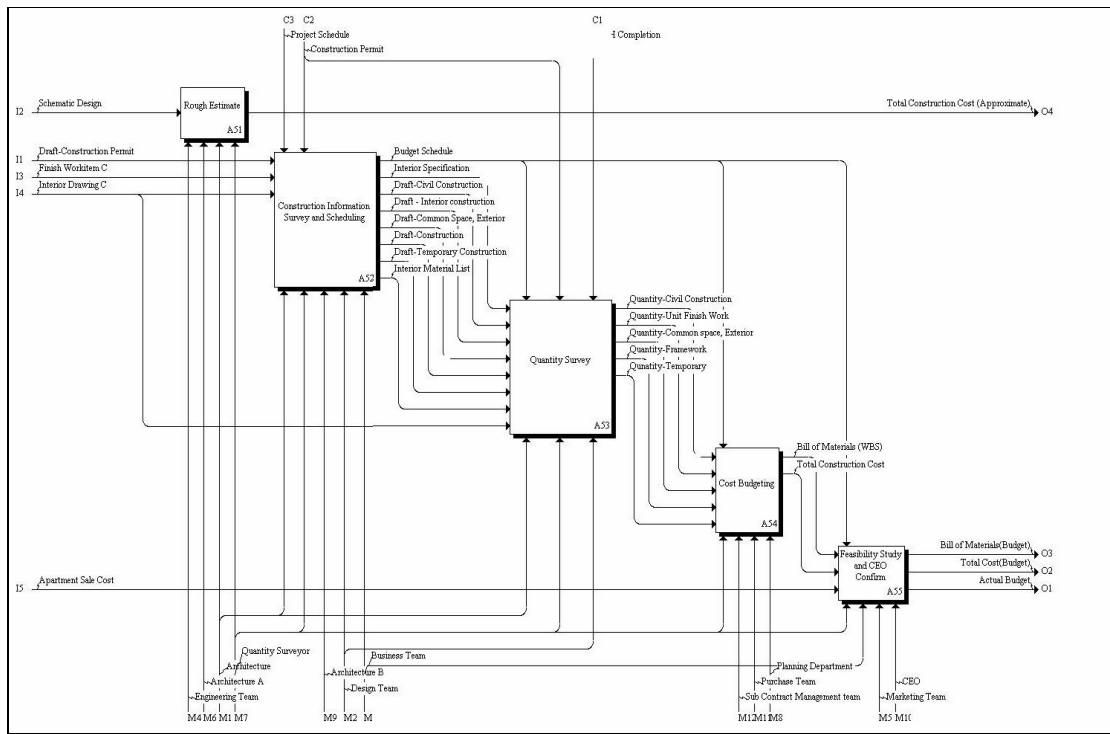 C3 C2 C1
Project Schedule
Completion
Construction Permit
I2 Schematic Design
Rough Estimate
A51
Total Construction Cost (Approximate) O4
I1 Draft-Construction Permit
I3 Finish Workitem C
I4 Interior Drawing C
Construction Information
Survey and Scheduling
A52
Budget Schedule
Interior Specification
Draft-Civil Construction
Draft - Interior construction
Draft-Common Space, Exterior
Draft-Construction
Draft-Temporary Construction
Interior Material List
Quantity Survey
A53
Quantity-Civil Construction
Quantity-Unit Finish Work
Quantity-Common space, Exterior
Quantity-Framework
Qunatity-Temporary
Cost Budgeting
A54
Bill of Materials (WBS)
Total Construction Cost
Feasibility Study
and CEO
Confirm
A55
Bill of Materials(Budget) O3
Total Cost(Budget) O2
Actual Budget O1
I5 Apartment Sale Cost
Quantity Surveyor
Architecture
Architecture A
Engineering Team
M4 M6 M1 M7
Business Team
Architecture B
Design Team
M9 M2 M
Planning Department
Purchase Team
Sub Contract Management team
M12 M11 M8
CEO
Marketing Team
M5 M10